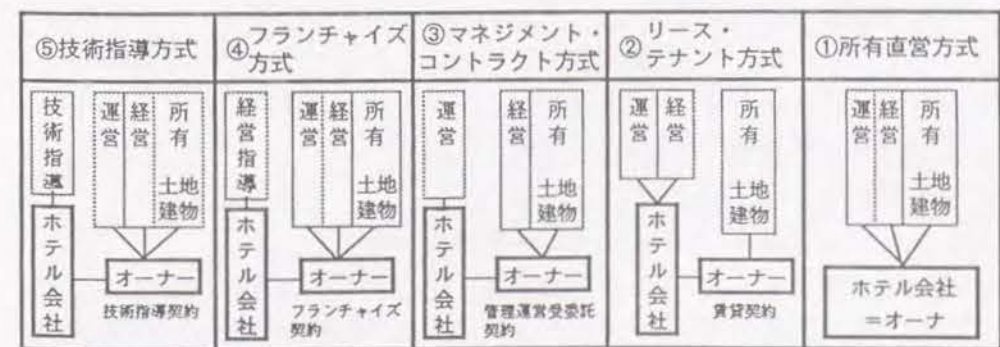 ⑤技術指導方式
技術指導
運営
経営
所有
土地
建物
ホテル会社
オーナー
技術指導契約
④フランチャイズ
方式
経営指導
運営
経営
所有
土地
建物
ホテル会社
オーナー
フランチャイズ
契約
③マネジメント・
コントラクト方式
運営
経営
所有
土地
建物
ホテル会社
オーナー
管理運営受委託
契約
②リース・
テナント方式
運営
経営
所有
土地
建物
ホテル会社
オーナー
賃貸契約
①所有直営方式
運営
経営
所有
土地
建物
ホテル会社
=オーナ